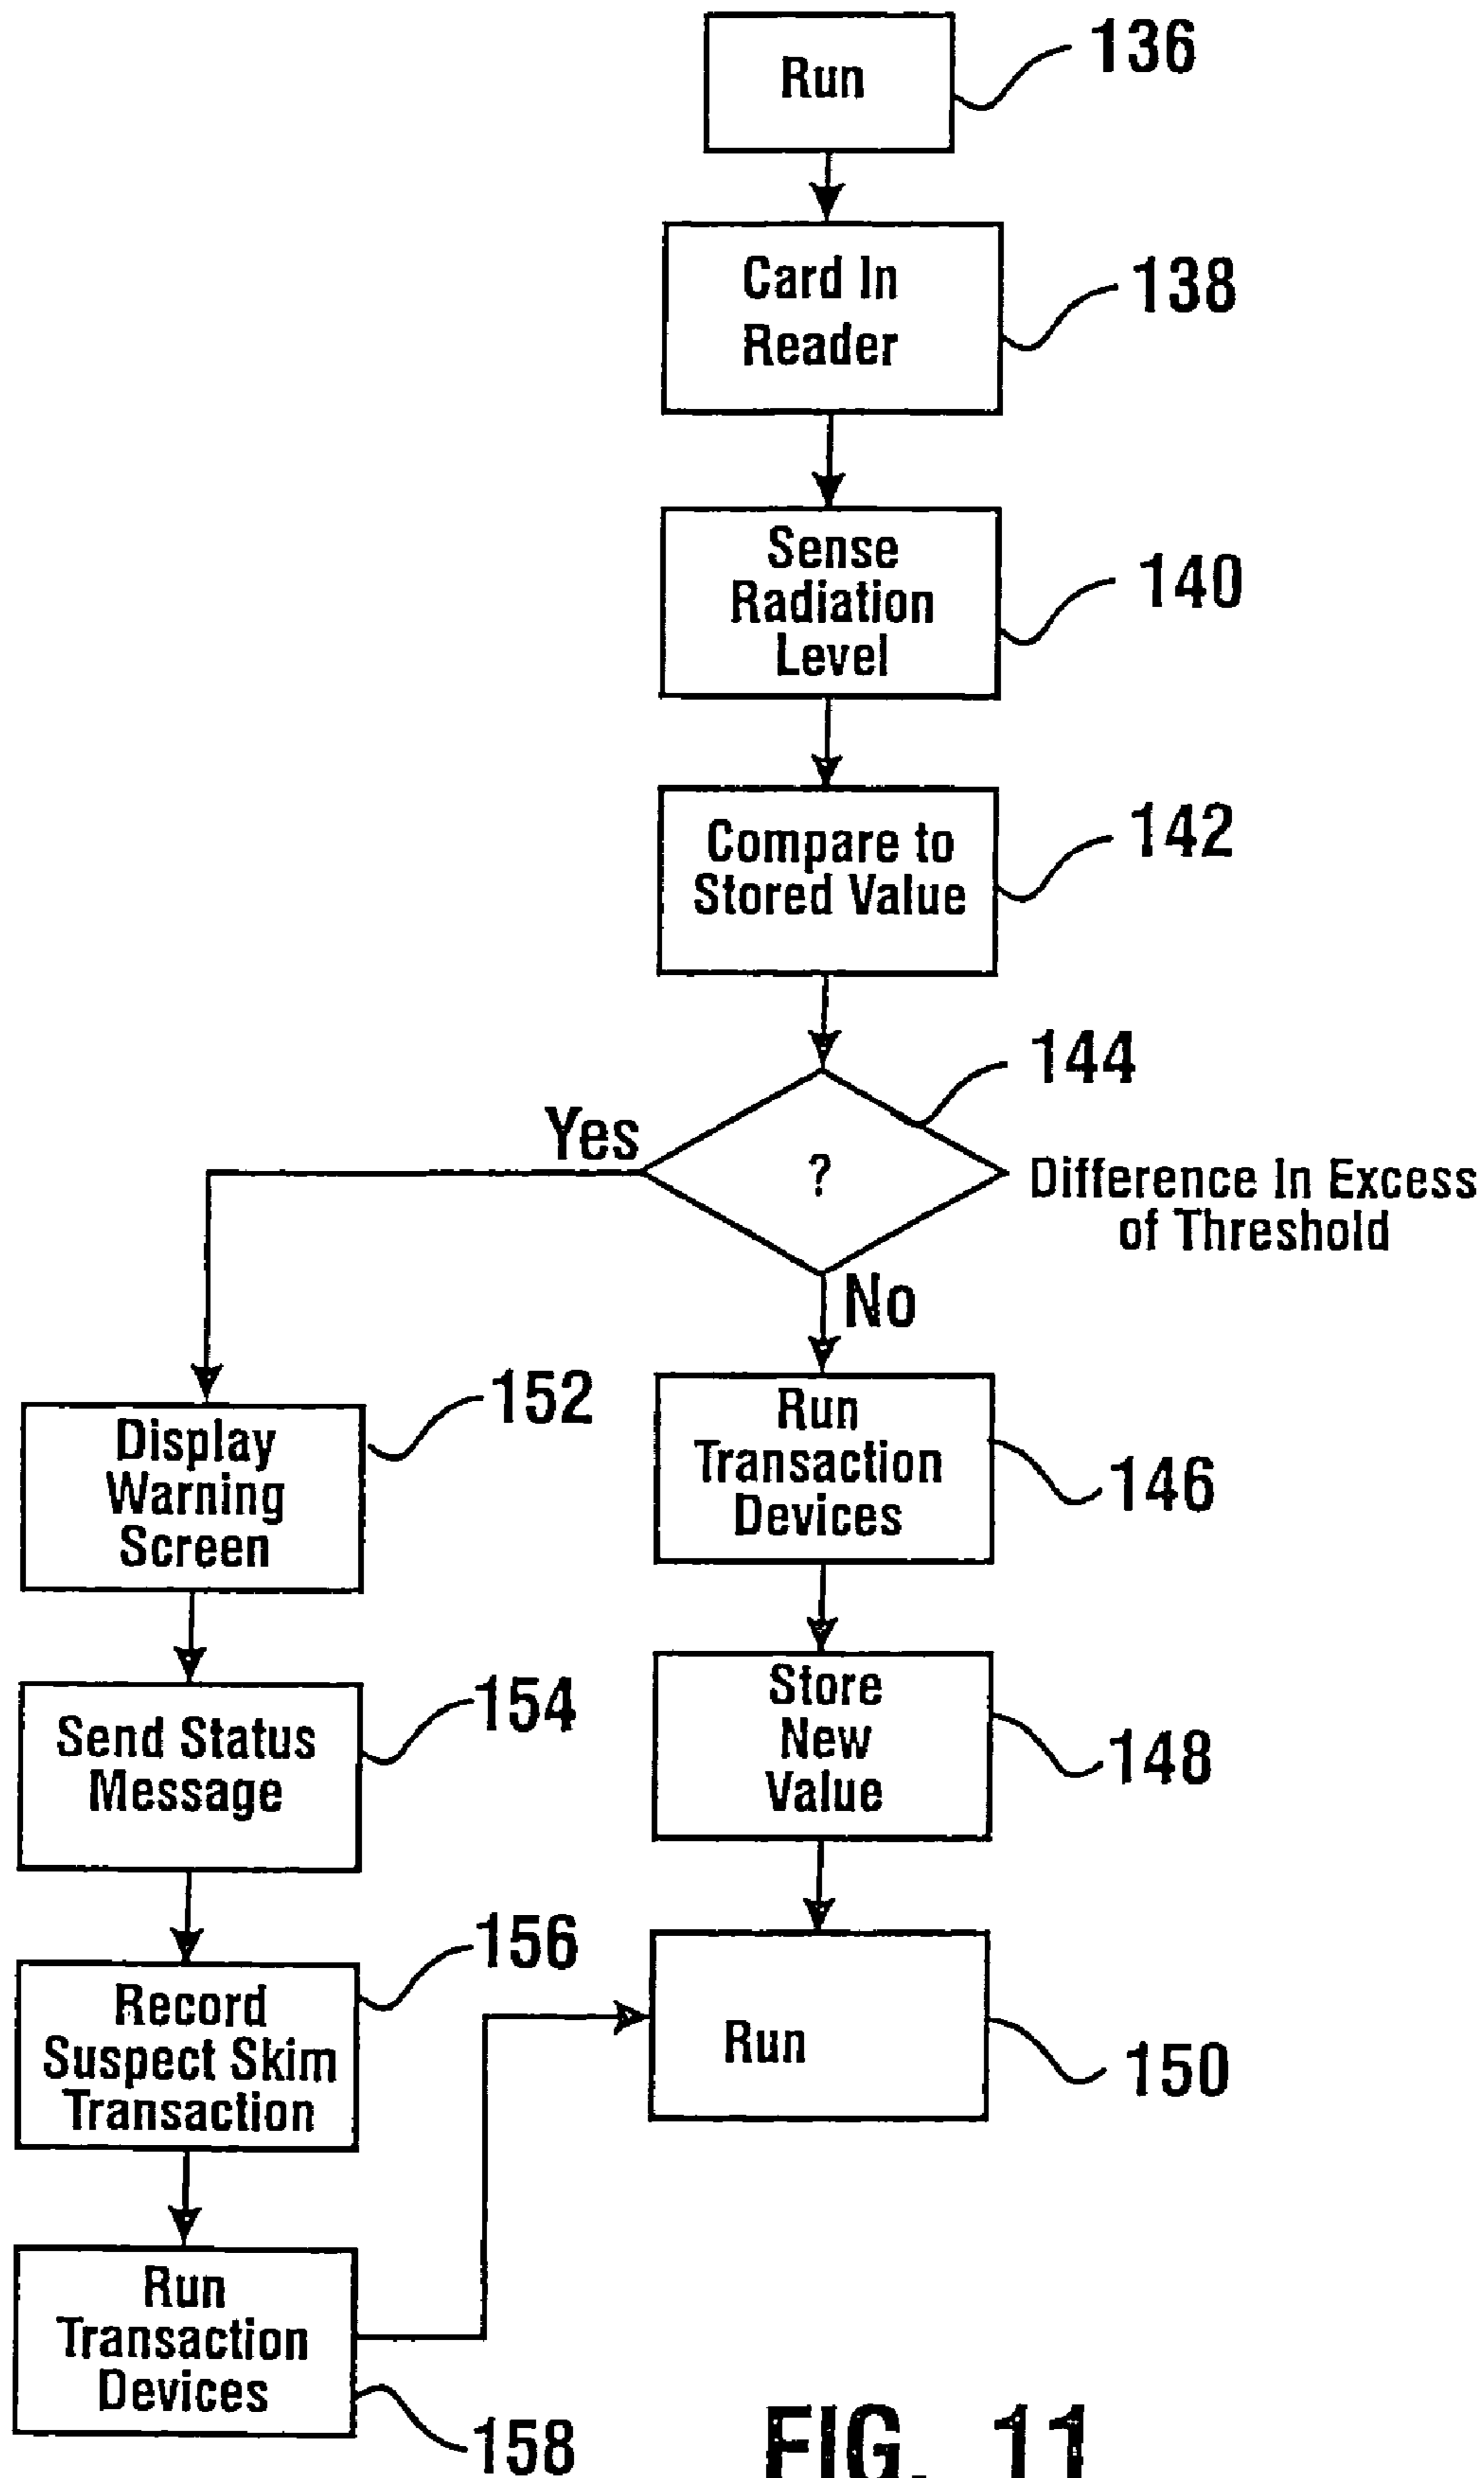 Run
136
Card In
Reader
138
Sense
Radiation
Level
140
Compare to
Stored Value
142
144
Yes
?
Difference In Excess
of Threshold
No
152
Display
Warning
Screen
Run
Transaction
Devices
146
154
Send Status
Message
Store
New
Value
148
156
Record
Suspect Skim
Transaction
Run
150
Run
Transaction
Devices
158
FIG. 11